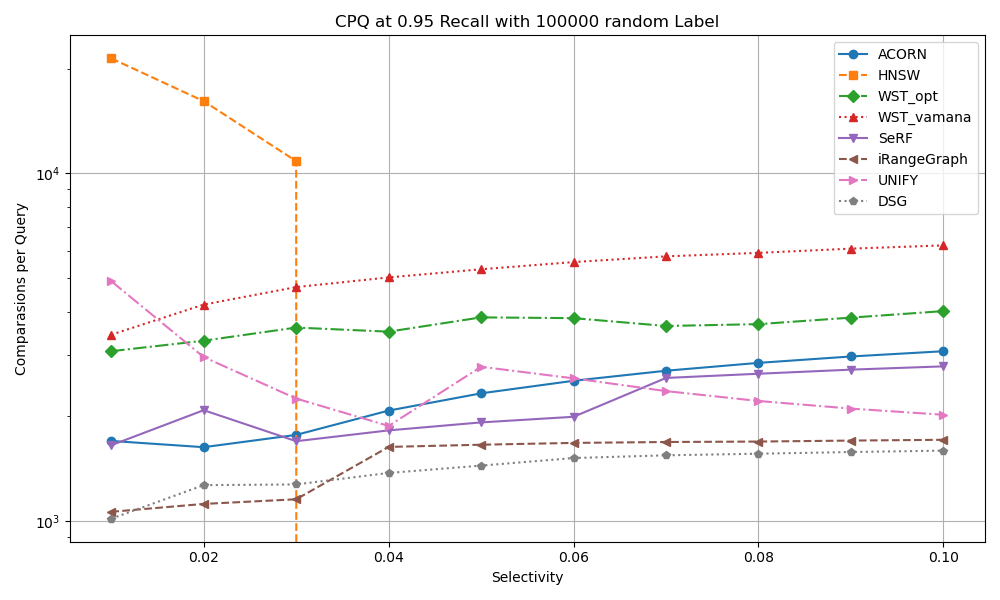 CPQ at 0.95 Recall with 100000 random Label
Comparasions per Query
10^4
10^3
ACORN
HNSW
WST_opt
WST_vamana
SeRF
iRangeGraph
UNIFY
DSG
0.02
0.04
0.06
0.08
0.10
Selectivity